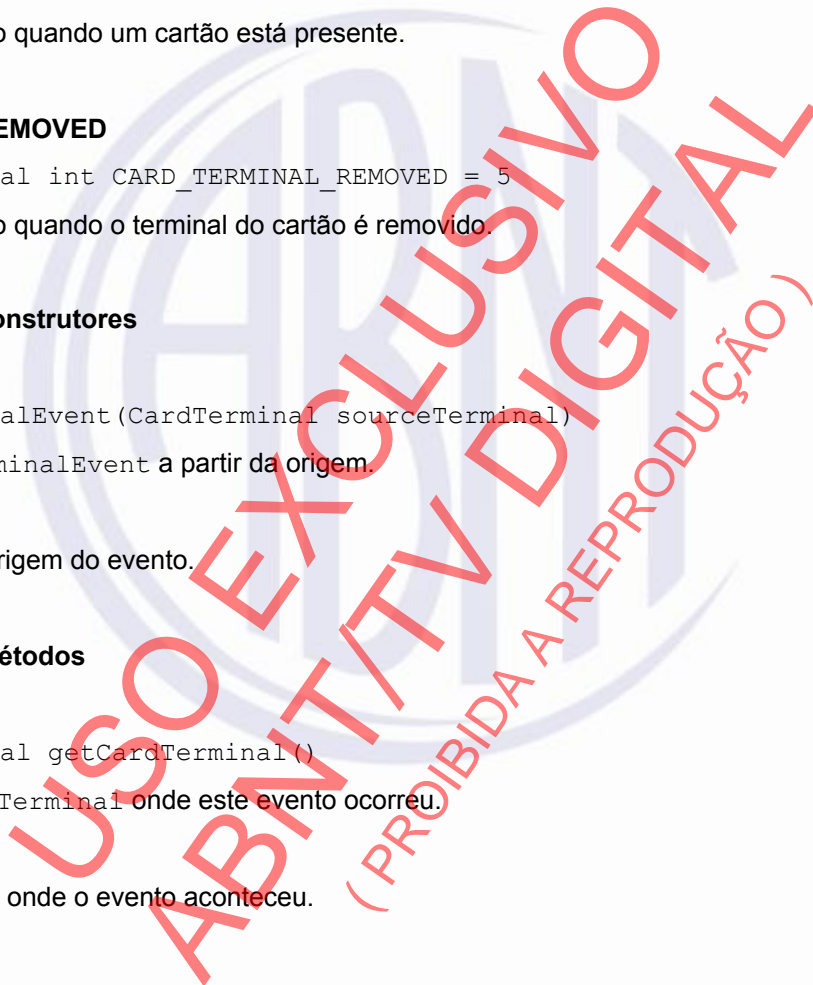 o quando um cartão está presente.
EMOVED
al int CARD_TERMINAL_REMOVED = 5
o quando o terminal do cartão é removido.
onstrutores
alEvent(CardTerminal sourceTerminal)
minalEvent a partir da origem.
rigem do evento.
étodos
al getCardTerminal()
Terminal onde este evento ocorreu.
onde o evento aconteceu.
USO EXCLUSIVO
ABNT/TV DIGITAL
( PROIBIDA A REPRODUÇÃO )
ABNT